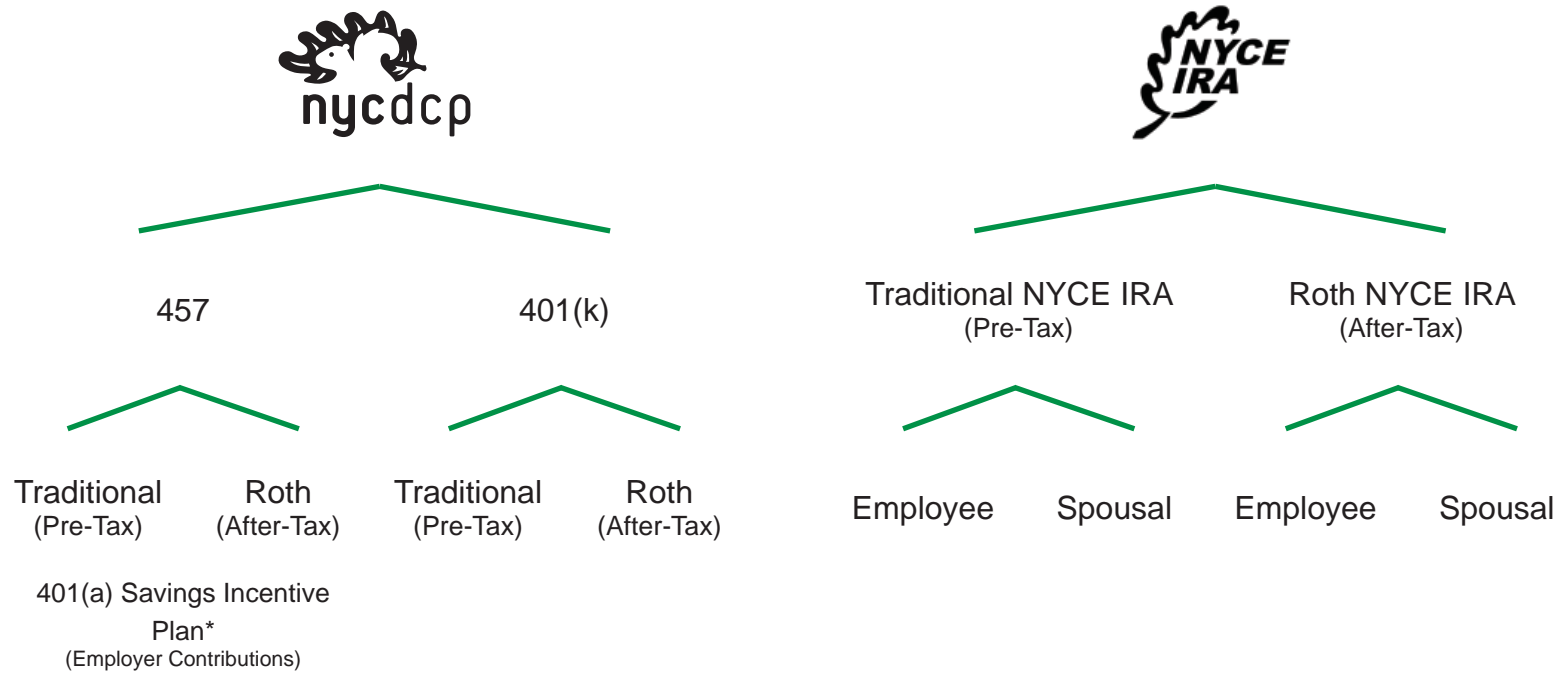 nycdcp
NYCE
IRA
457
401(k)
Traditional NYCE IRA
(Pre-Tax)
Roth NYCE IRA
(After-Tax)
Traditional
(Pre-Tax)
Roth
(After-Tax)
Traditional
(Pre-Tax)
Roth
(After-Tax)
Employee
Spousal
Employee
Spousal
401(a) Savings Incentive
Plan*
(Employer Contributions)